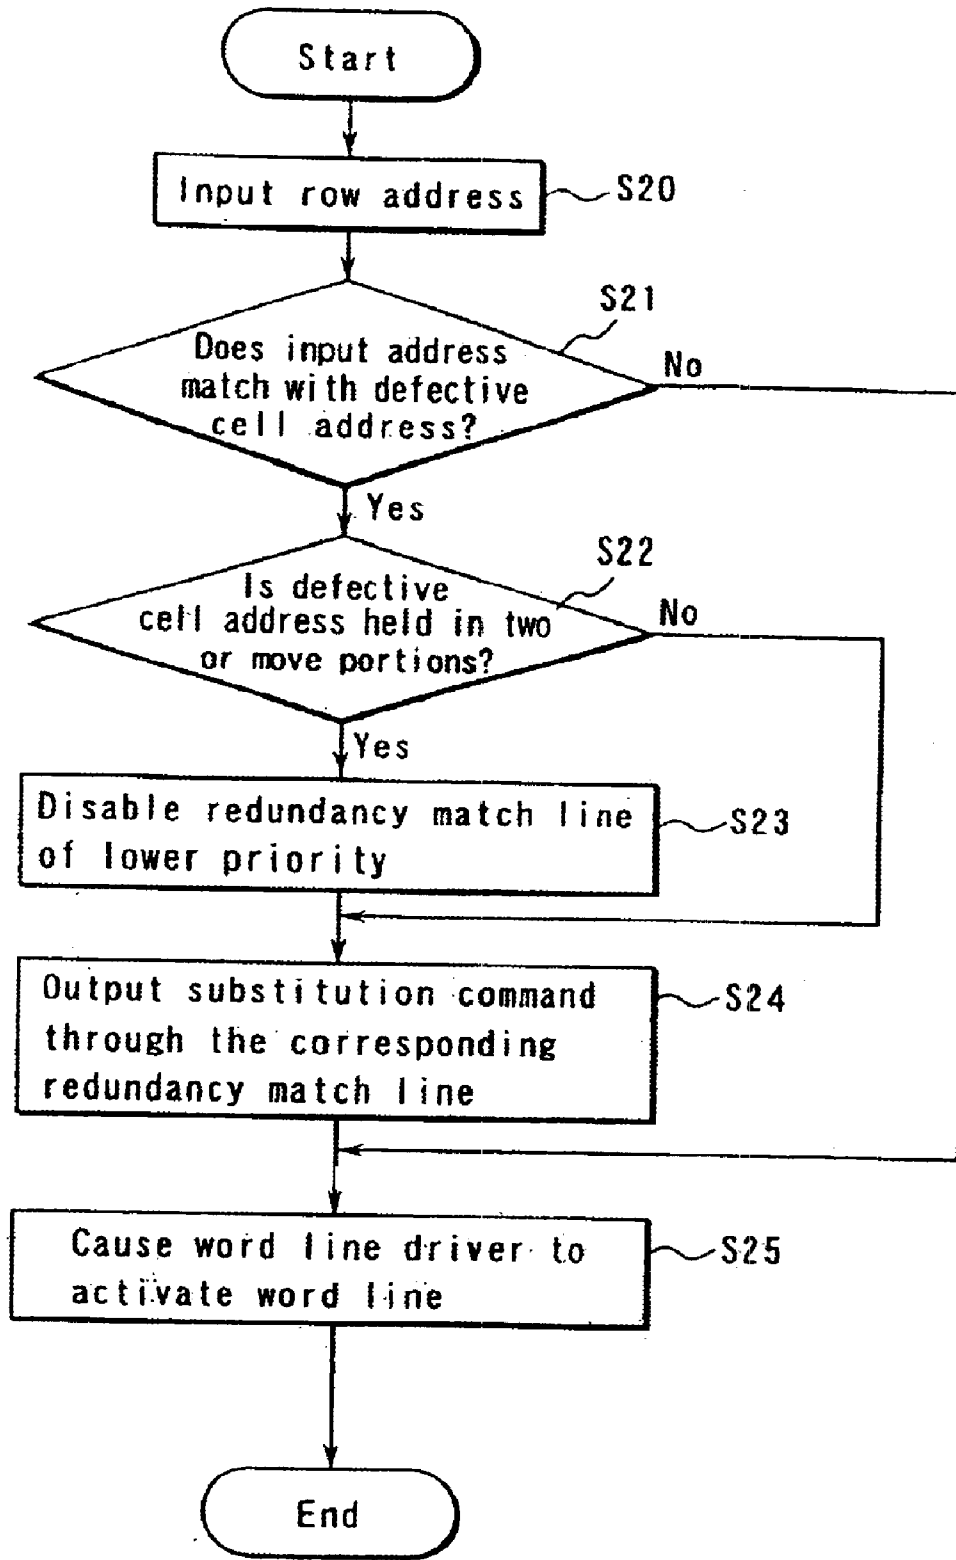 Start
Input row address
S20
S21
Does input address
match with defective
cell address?
No
Yes
S22
Is defective
cell address held in two
or move portions?
No
Yes
Disable redundancy match line
of lower priority
S23
Output substitution command
through the corresponding
redundancy match line
S24
Cause word line driver to
activate word line
S25
End